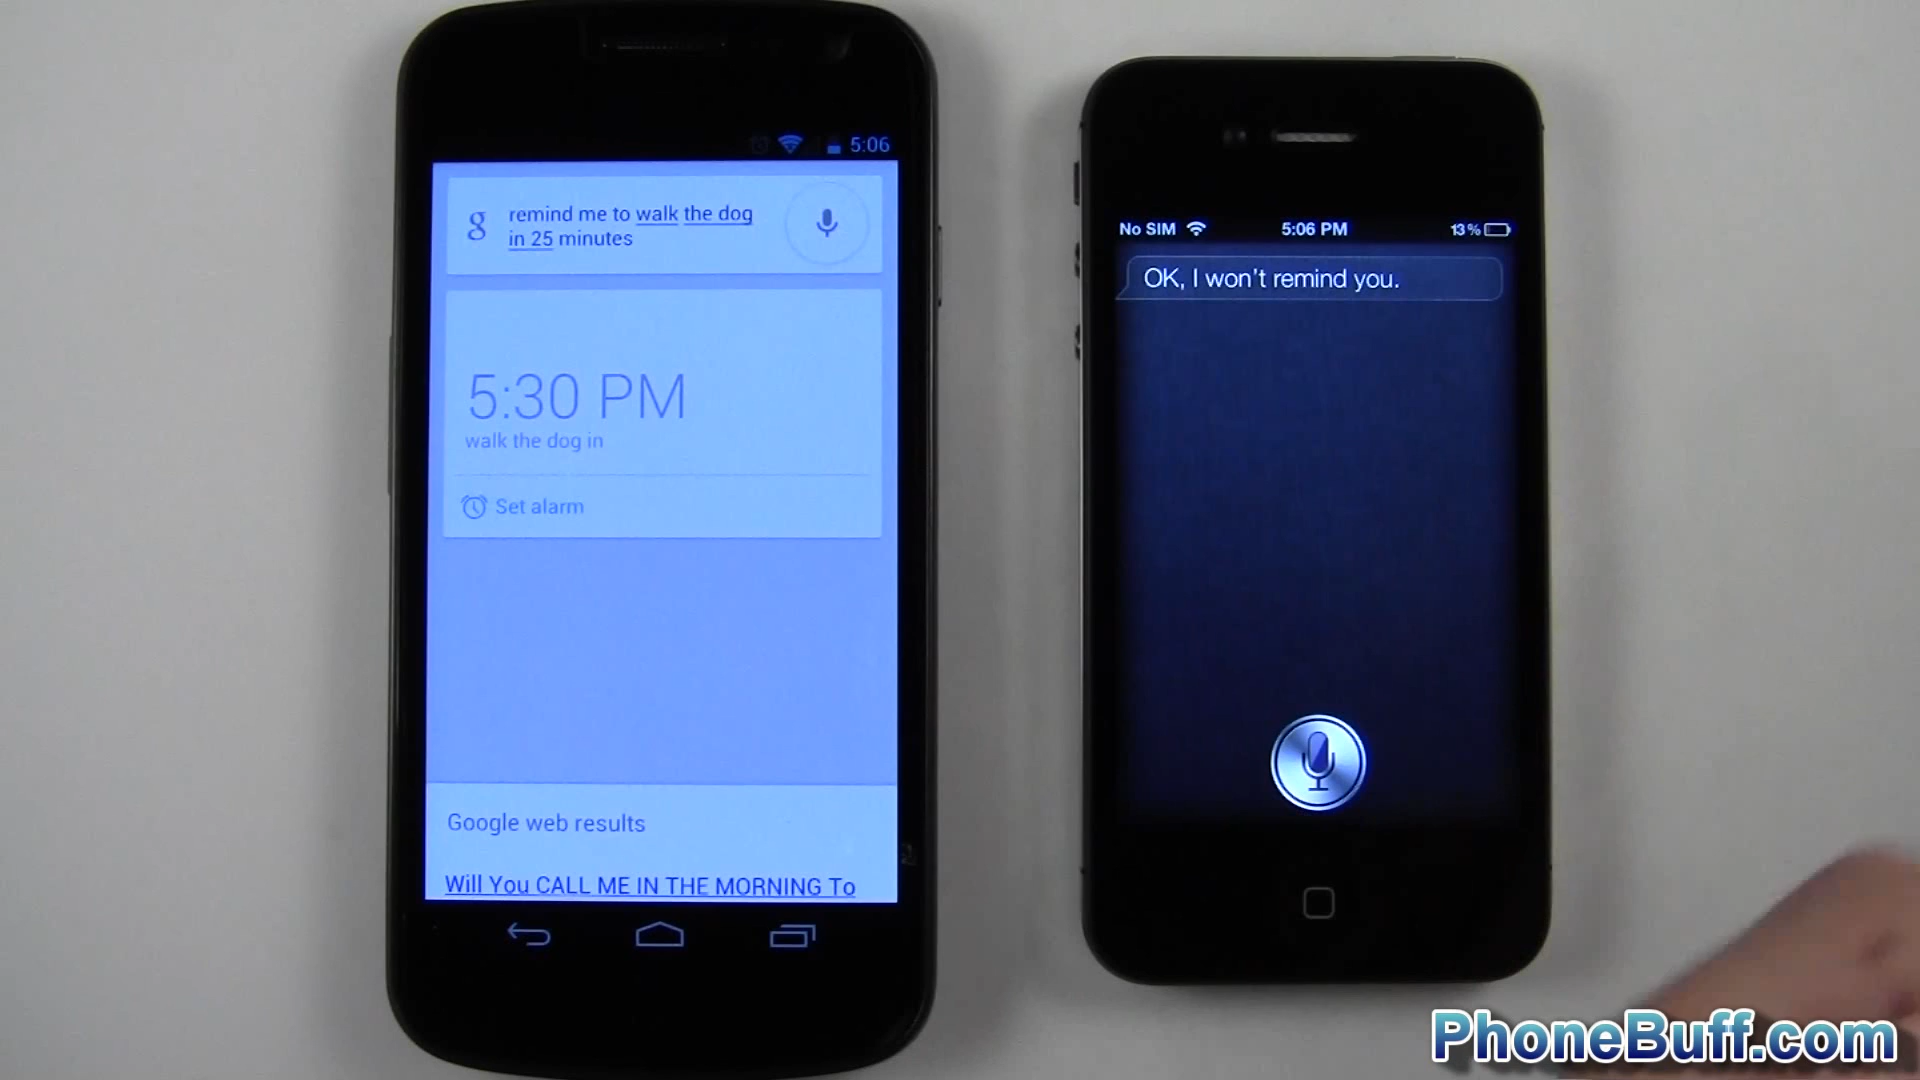 5:06
g remind me to walk the dog
in 25 minutes
5:30 PM
walk the dog in
Set alarm
Google web results
Will You CALL ME IN THE MORNING To
No SIM 5:06 PM 13%
OK, I won't remind you.
PhoneBuff.com